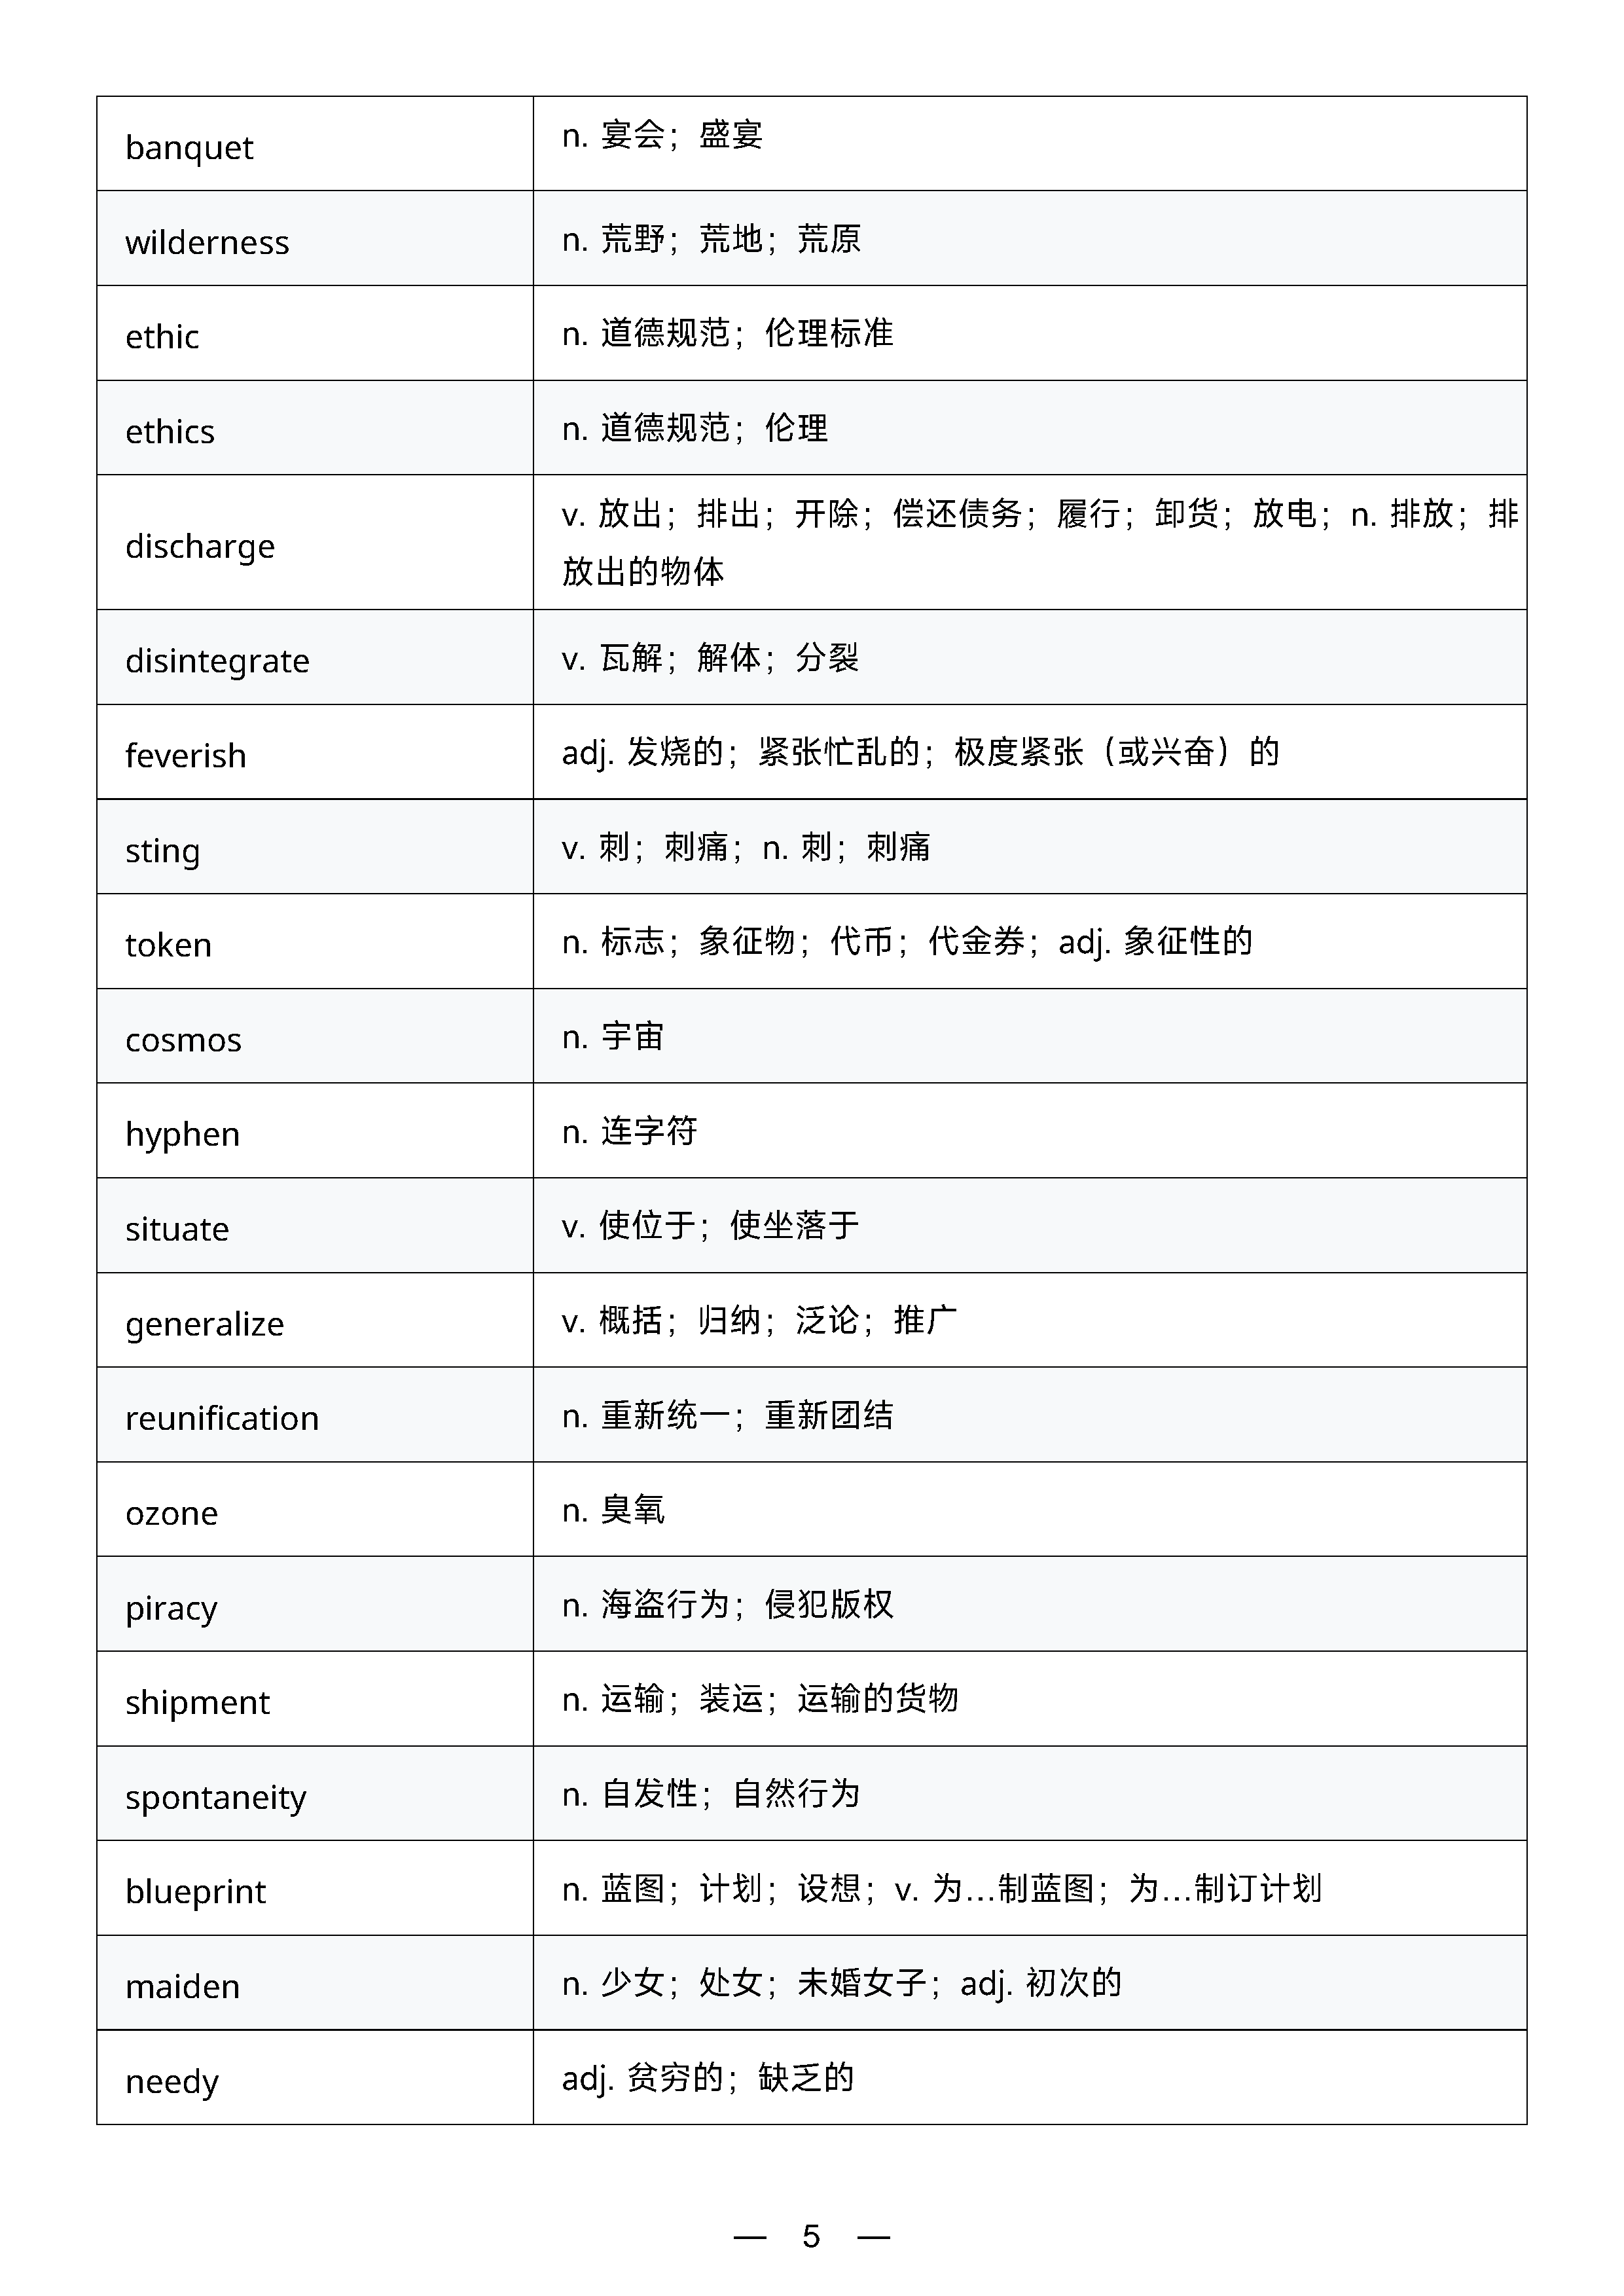 banquet n. 宴会；盛宴
wilderness n. 荒野；荒地；荒原
ethic n. 道德规范；伦理标准
ethics n. 道德规范；伦理
discharge v. 放出；排出；开除；偿还债务；履行；卸货；放电；n. 排放；排
放出的物体
disintegrate v. 瓦解；解体；分裂
feverish adj. 发烧的；紧张忙乱的；极度紧张（或兴奋）的
sting v. 刺；刺痛；n. 刺；刺痛
token n. 标志；象征物；代币；代金券；adj. 象征性的
cosmos n. 宇宙
hyphen n. 连字符
situate v. 使位于；使坐落于
generalize v. 概括；归纳；泛论；推广
reunification n. 重新统一；重新团结
ozone n. 臭氧
piracy n. 海盗行为；侵犯版权
shipment n. 运输；装运；运输的货物
spontaneity n. 自发性；自然行为
blueprint n. 蓝图；计划；设想；v. 为…制蓝图；为…制订计划
maiden n. 少女；处女；未婚女子；adj. 初次的
needy adj. 贫穷的；缺乏的
— 5 —